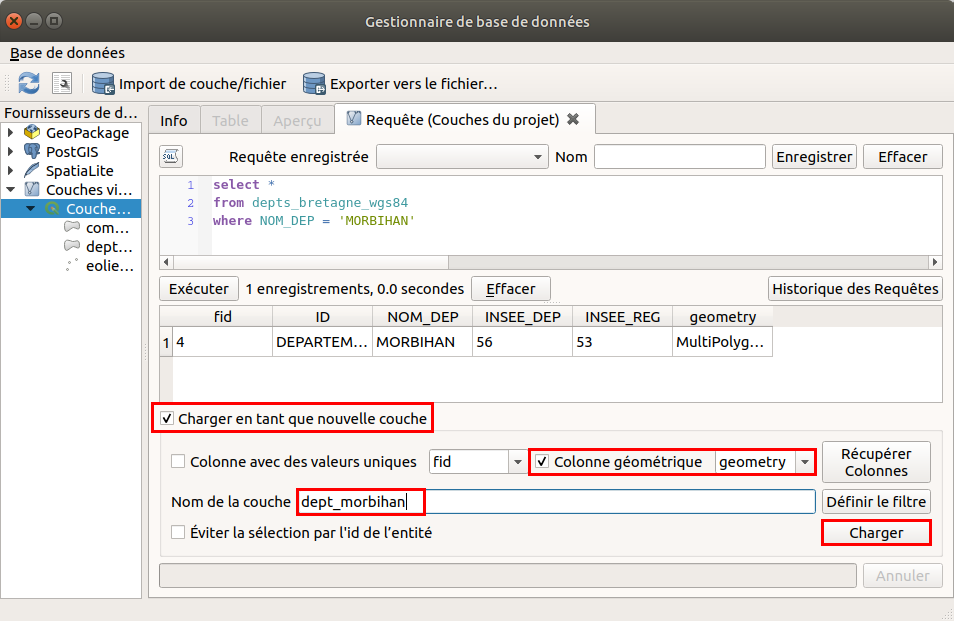 Gestionnaire de base de données
Base de données
Import de couche/fichier Exporter vers le fichier...
Fournisseurs de d...
GeoPackage
PostGIS
SpatiaLite
Couches vi...
Couche...
com...
dept...
eolie...
Info Table Aperçu Requête (Couches du projet)
SQL Requête enregistrée Nom Enregistrer Effacer
1 select *
2 from depts_bretagne_wgs84
3 where NOM_DEP = 'MORBIHAN'
Exécuter 1 enregistrements, 0.0 secondes Effacer Historique des Requêtes
fid ID NOM_DEP INSEE_DEP INSEE_REG geometry
1 4 DEPARTEM... MORBIHAN 56 53 MultiPolyg...
Charger en tant que nouvelle couche
Colonne avec des valeurs uniques fid Colonne géométrique geometry Récupérer
Colonnes
Nom de la couche dept_morbihan Définir le filtre
Éviter la sélection par l'id de l'entité Charger
Annuler